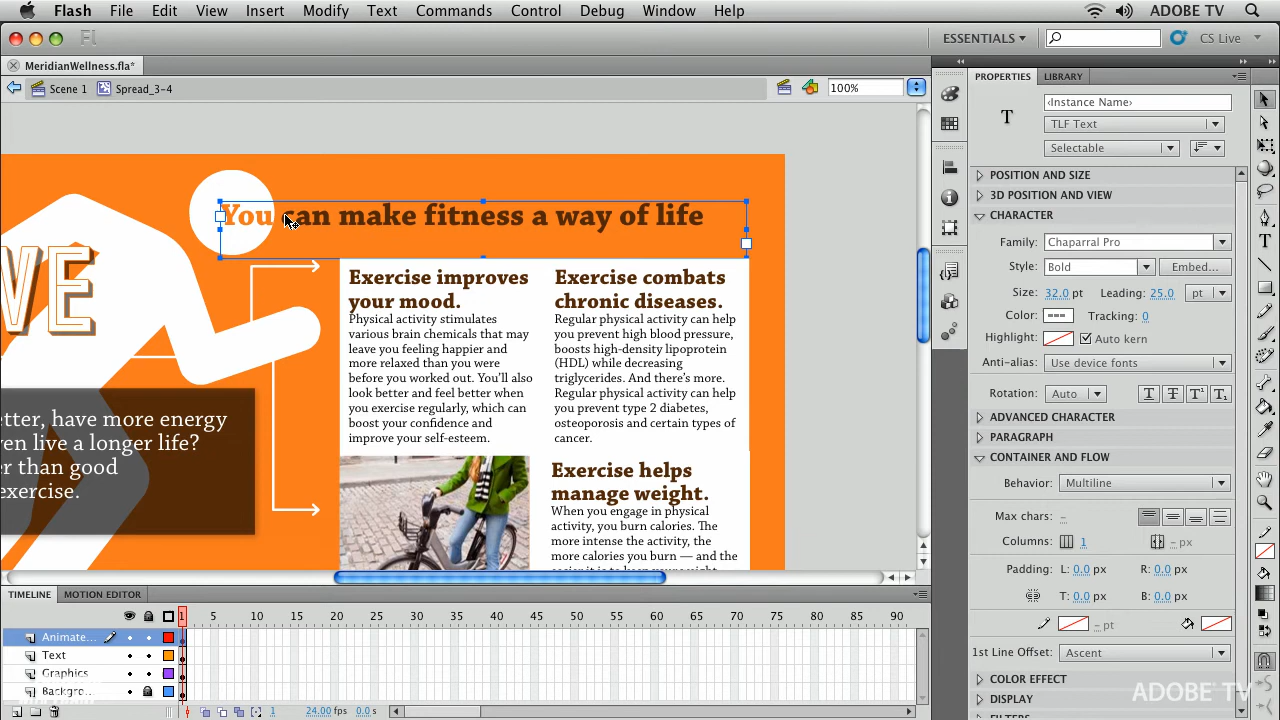 Flash File Edit View Insert Modify Text Commands Control Debug Window Help ADOBE TV
Fl ESSENTIALS CS Live
MeridianWellness.fla*
Scene 1 Spread_3-4 100%
You can make fitness a way of life
VE
etter, have more energy
ven live a longer life?
er than good
exercise.
Exercise improves
your mood.
Physical activity stimulates
various brain chemicals that may
leave you feeling happier and
more relaxed than you were
before you worked out. You'll also
look better and feel better when
you exercise regularly, which can
boost your confidence and
improve your self-esteem.
Exercise combats
chronic diseases.
Regular physical activity can help
you prevent high blood pressure,
boosts high-density lipoprotein
(HDL) while decreasing
triglycerides. And there's more.
Regular physical activity can help
you prevent type 2 diabetes,
osteoporosis and certain types of
cancer.
Exercise helps
manage weight.
When you engage in physical
activity, you burn calories. The
more intense the activity, the
more calories you burn — and the
PROPERTIES LIBRARY
T ‹Instance Name›
TLF Text
Selectable
POSITION AND SIZE
3D POSITION AND VIEW
CHARACTER
Family: Chaparral Pro
Style: Bold Embed...
Size: 32.0 pt Leading: 25.0 pt
Color: Tracking: 0
Highlight: Auto kern
Anti-alias: Use device fonts
Rotation: Auto T T T¹ T₁
ADVANCED CHARACTER
PARAGRAPH
CONTAINER AND FLOW
Behavior: Multiline
Max chars: –
Columns: 1 – px
Padding: L: 0.0 px R: 0.0 px
T: 0.0 px B: 0.0 px
– pt
1st Line Offset: Ascent
COLOR EFFECT
DISPLAY
FILTERS
ADOBE TV
TIMELINE MOTION EDITOR
1 5 10 15 20 25 30 35 40 45 50 55 60 65 70 75 80 85 90
Animate...
Text
Graphics
Backgro...
1 24.00 fps 0.0 s